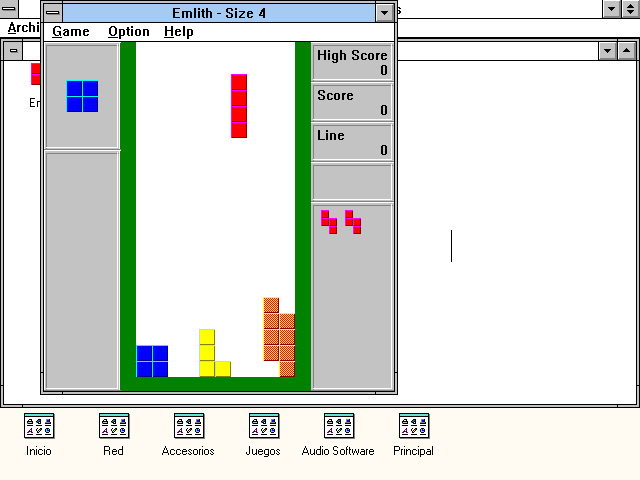 Emlith - Size 4
s
Archi
Game Option Help
High Score
0
Score
0
Line
0
Er
Inicio
Red
Accesorios
Juegos
Audio Software
Principal